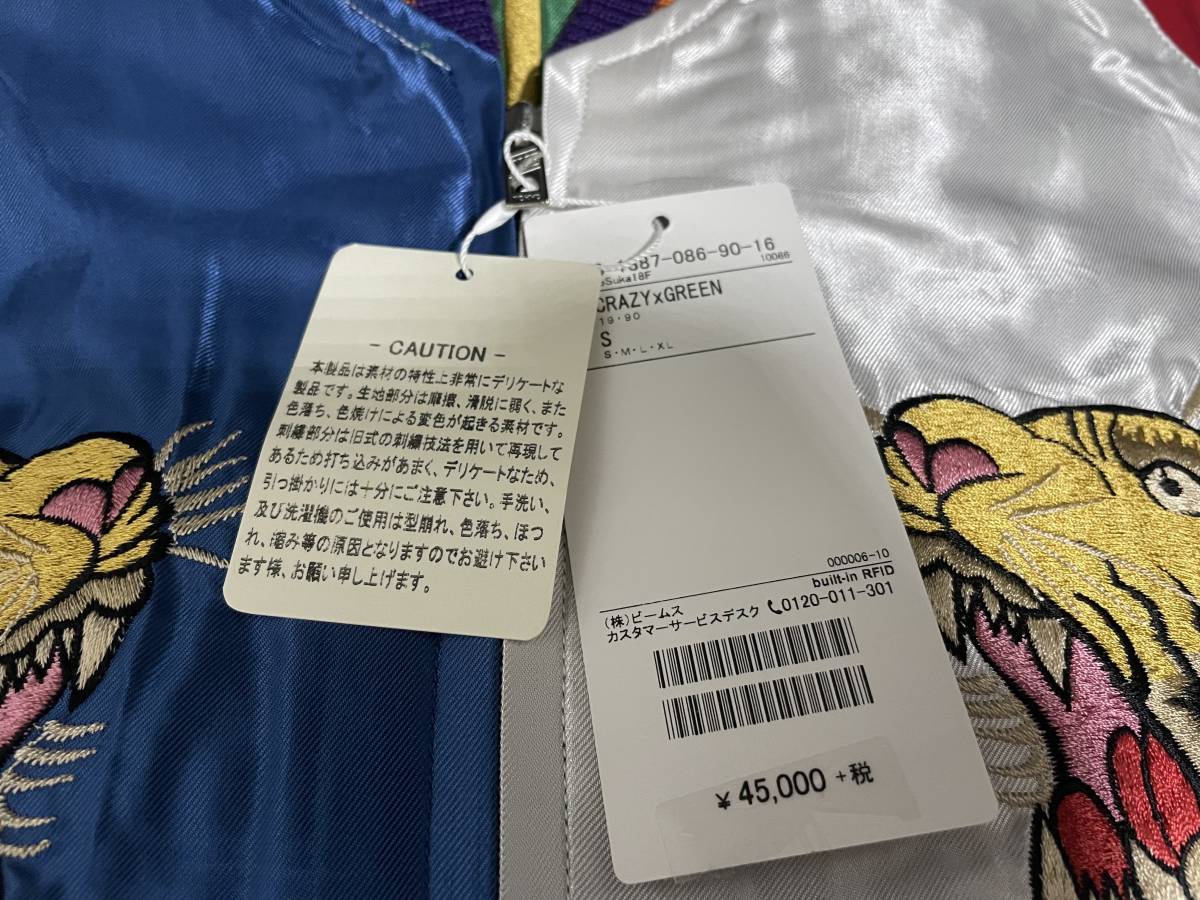 - CAUTION -
本製品は素材の特性上非常にデリケートな
製品です。生地部分は摩擦、滑脱に弱く、また
色落ち、色焼けによる変色が起きる素材です。
刺繍部分は旧式の刺繍技法を用いて再現して
あるため打ち込みがあまく、デリケートなため、
引っ掛かりには十分にご注意下さい。手洗い、
及び洗濯機のご使用は型崩れ、色落ち、ほつ
れ、縮み等の原因となりますのでお避け下さい
ます様、お願い申し上げます。
1387-086-90-16
10086
Suka18F
CRAZYxGREEN
19・90
S
S・M・L・XL
000006-10
built-in RFID
(株)ビームス
カスタマーサービスデスク 0120-011-301
¥ 45,000 +税